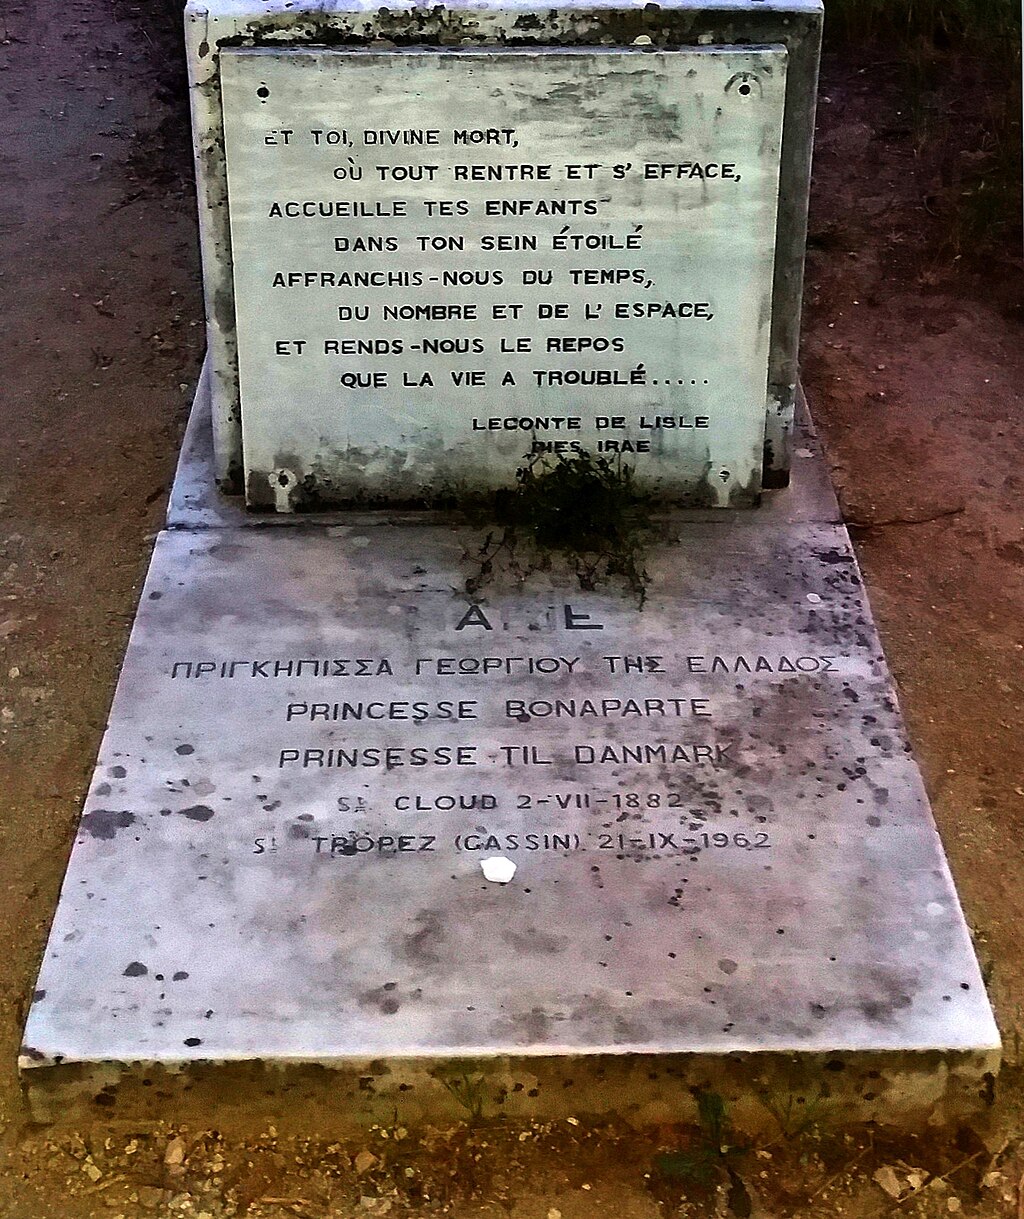 ET TOI, DIVINE MORT,
OÙ TOUT RENTRE ET S' EFFACE,
ACCUEILLE TES ENFANTS
DANS TON SEIN ÉTOILÉ
AFFRANCHIS-NOUS DU TEMPS,
DU NOMBRE ET DE L' ESPACE,
ET RENDS-NOUS LE REPOS
QUE LA VIE A TROUBLÉ.....
LECONTE DE LISLE
DIES IRAE
ΠΡΙΓΚΗΠΙΣΣΑ ΓΕΩΡΓΙΟΥ ΤΗΣ ΕΛΛΑΔΟΣ
PRINCESSE BONAPARTE
PRINSESSE TIL DANMARK
St. CLOUD 2-VII-1882
St. TROPEZ (GASSIN) 21-IX-1962